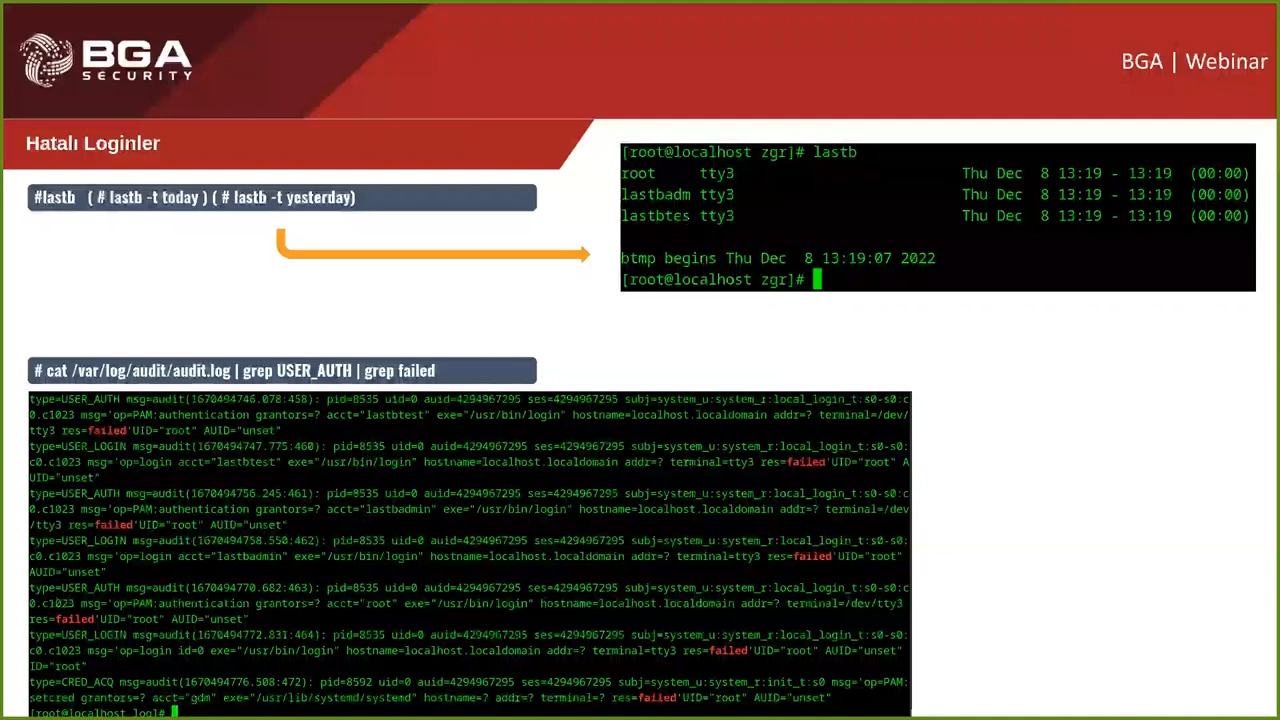 BGA
SECURITY
BGA | Webinar
Hatalı Loginler
#lastb ( # lastb -t today ) ( # lastb -t yesterday)
[root@localhost zgr]# lastb
root tty3 Thu Dec 8 13:19 - 13:19 (00:00)
lastbadm tty3 Thu Dec 8 13:19 - 13:19 (00:00)
lastbtes tty3 Thu Dec 8 13:19 - 13:19 (00:00)
btmp begins Thu Dec 8 13:19:07 2022
[root@localhost zgr]#
# cat /var/log/audit/audit.log | grep USER_AUTH | grep failed
type=USER_AUTH msg=audit(1670494746.078:458): pid=8535 uid=0 auid=4294967295 ses=4294967295 subj=system_u:system_r:local_login_t:s0-s0:c
0.c1023 msg='op=PAM:authentication grantors=? acct="lastbtest" exe="/usr/bin/login" hostname=localhost.localdomain addr=? terminal=/dev/
tty3 res=failed'UID="root" AUID="unset"
type=USER_LOGIN msg=audit(1670494747.775:460): pid=8535 uid=0 auid=4294967295 ses=4294967295 subj=system_u:system_r:local_login_t:s0-s0:
c0.c1023 msg='op=login acct="lastbtest" exe="/usr/bin/login" hostname=localhost.localdomain addr=? terminal=tty3 res=failed'UID="root" A
UID="unset"
type=USER_AUTH msg=audit(1670494756.245:461): pid=8535 uid=0 auid=4294967295 ses=4294967295 subj=system_u:system_r:local_login_t:s0-s0:c
0.c1023 msg='op=PAM:authentication grantors=? acct="lastbadmin" exe="/usr/bin/login" hostname=localhost.localdomain addr=? terminal=/dev
/tty3 res=failed'UID="root" AUID="unset"
type=USER_LOGIN msg=audit(1670494758.550:462): pid=8535 uid=0 auid=4294967295 ses=4294967295 subj=system_u:system_r:local_login_t:s0-s0:
c0.c1023 msg='op=login acct="lastbadmin" exe="/usr/bin/login" hostname=localhost.localdomain addr=? terminal=tty3 res=failed'UID="root"
AUID="unset"
type=USER_AUTH msg=audit(1670494770.682:463): pid=8535 uid=0 auid=4294967295 ses=4294967295 subj=system_u:system_r:local_login_t:s0-s0:c
0.c1023 msg='op=PAM:authentication grantors=? acct="root" exe="/usr/bin/login" hostname=localhost.localdomain addr=? terminal=/dev/tty3
res=failed'UID="root" AUID="unset"
type=USER_LOGIN msg=audit(1670494772.831:464): pid=8535 uid=0 auid=4294967295 ses=4294967295 subj=system_u:system_r:local_login_t:s0-s0:
c0.c1023 msg='op=login id=0 exe="/usr/bin/login" hostname=localhost.localdomain addr=? terminal=tty3 res=failed'UID="root" AUID="unset"
ID="root"
type=CRED_ACQ msg=audit(1670494776.508:472): pid=8592 uid=0 auid=4294967295 ses=4294967295 subj=system_u:system_r:init_t:s0 msg='op=PAM:
setcred grantors=? acct="gdm" exe="/usr/lib/systemd/systemd" hostname=? addr=? terminal=? res=failed'UID="root" AUID="unset"
[root@localhost log]#